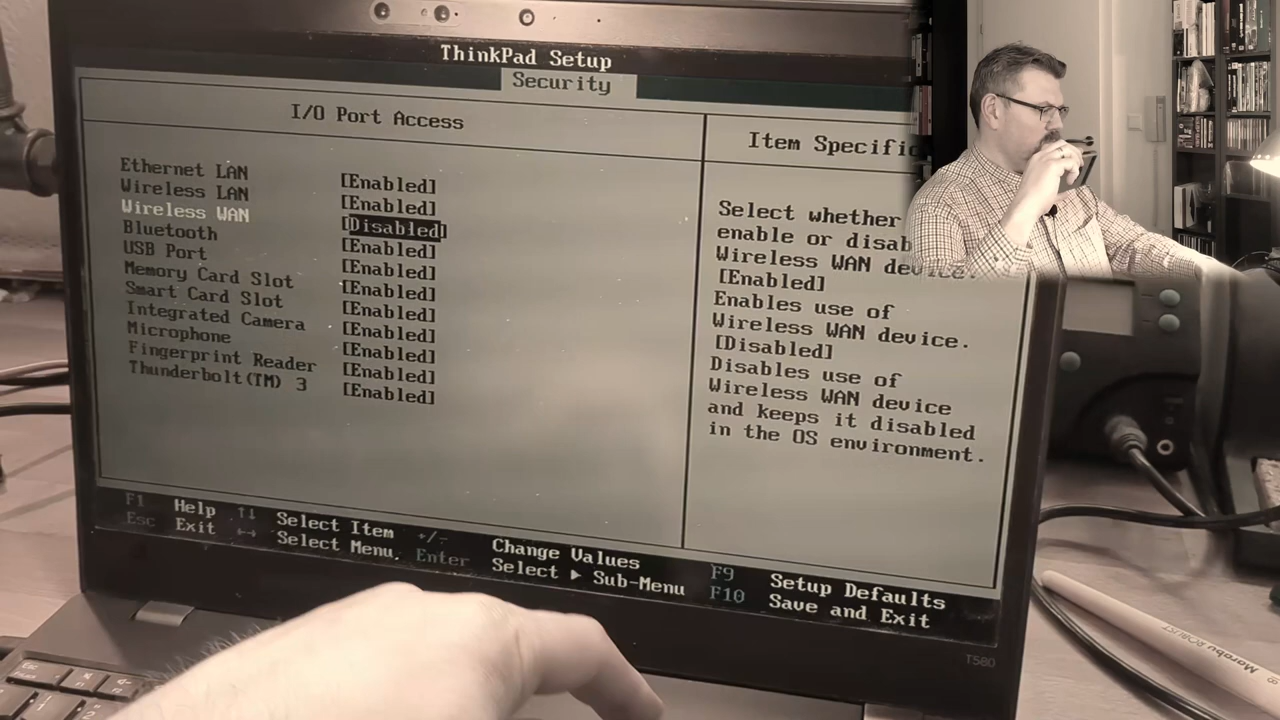 ThinkPad Setup
Security
I/O Port Access
Item Specific
Ethernet LAN [Enabled]
Wireless LAN [Enabled]
Wireless WAN [Disabled]
Bluetooth [Enabled]
USB Port [Enabled]
Memory Card Slot [Enabled]
Smart Card Slot [Enabled]
Integrated Camera [Enabled]
Microphone [Enabled]
Fingerprint Reader [Enabled]
Thunderbolt(TM) 3 [Enabled]
Select whether
enable or disab
Wireless WAN device.
[Enabled]
Enables use of
Wireless WAN device.
[Disabled]
Disables use of
Wireless WAN device
and keeps it disabled
in the OS environment.
F1 Help ↑↓ Select Item +/- Change Values F9 Setup Defaults
Esc Exit ↔ Select Menu Enter Select ▶ Sub-Menu F10 Save and Exit
T580
Esc
Marabu